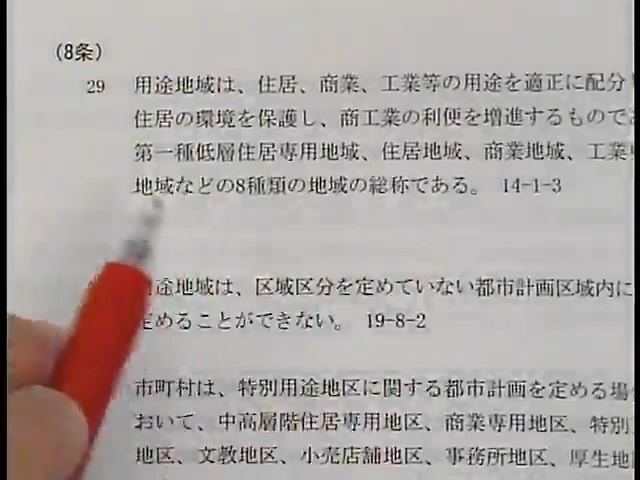 (8条)
29 用途地域は、住居、商業、工業等の用途を適正に配分
住居の環境を保護し、商工業の利便を増進するもので
第一種低層住居専用地域、住居地域、商業地域、工業
地域などの8種類の地域の総称である。 14-1-3
途地域は、区域区分を定めていない都市計画区域内に
定めることができない。 19-8-2
市町村は、特別用途地区に関する都市計画を定める場
おいて、中高層階住居専用地区、商業専用地区、特別
地区、文教地区、小売店舗地区、事務所地区、厚生地